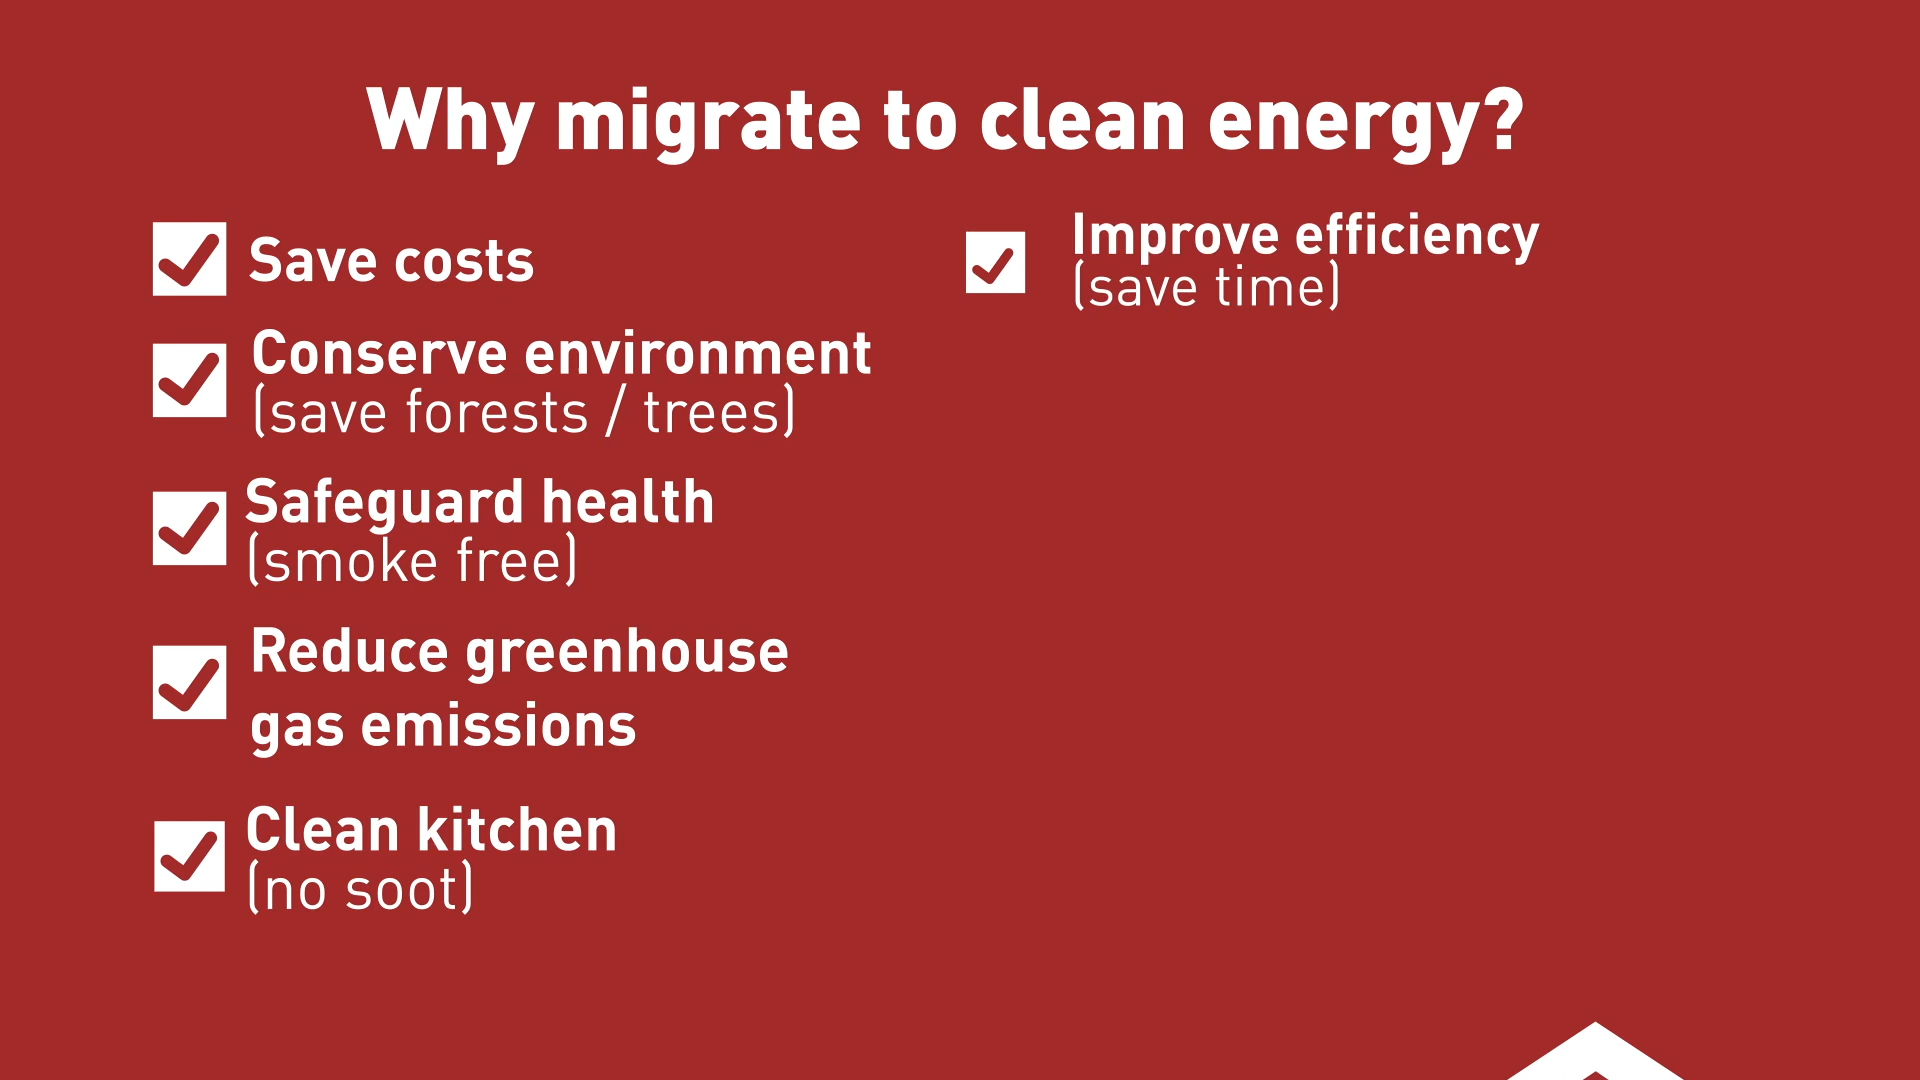 Why migrate to clean energy?
Save costs
Conserve environment
(save forests / trees)
Safeguard health
(smoke free)
Reduce greenhouse
gas emissions
Clean kitchen
(no soot)
Improve efficiency
(save time)